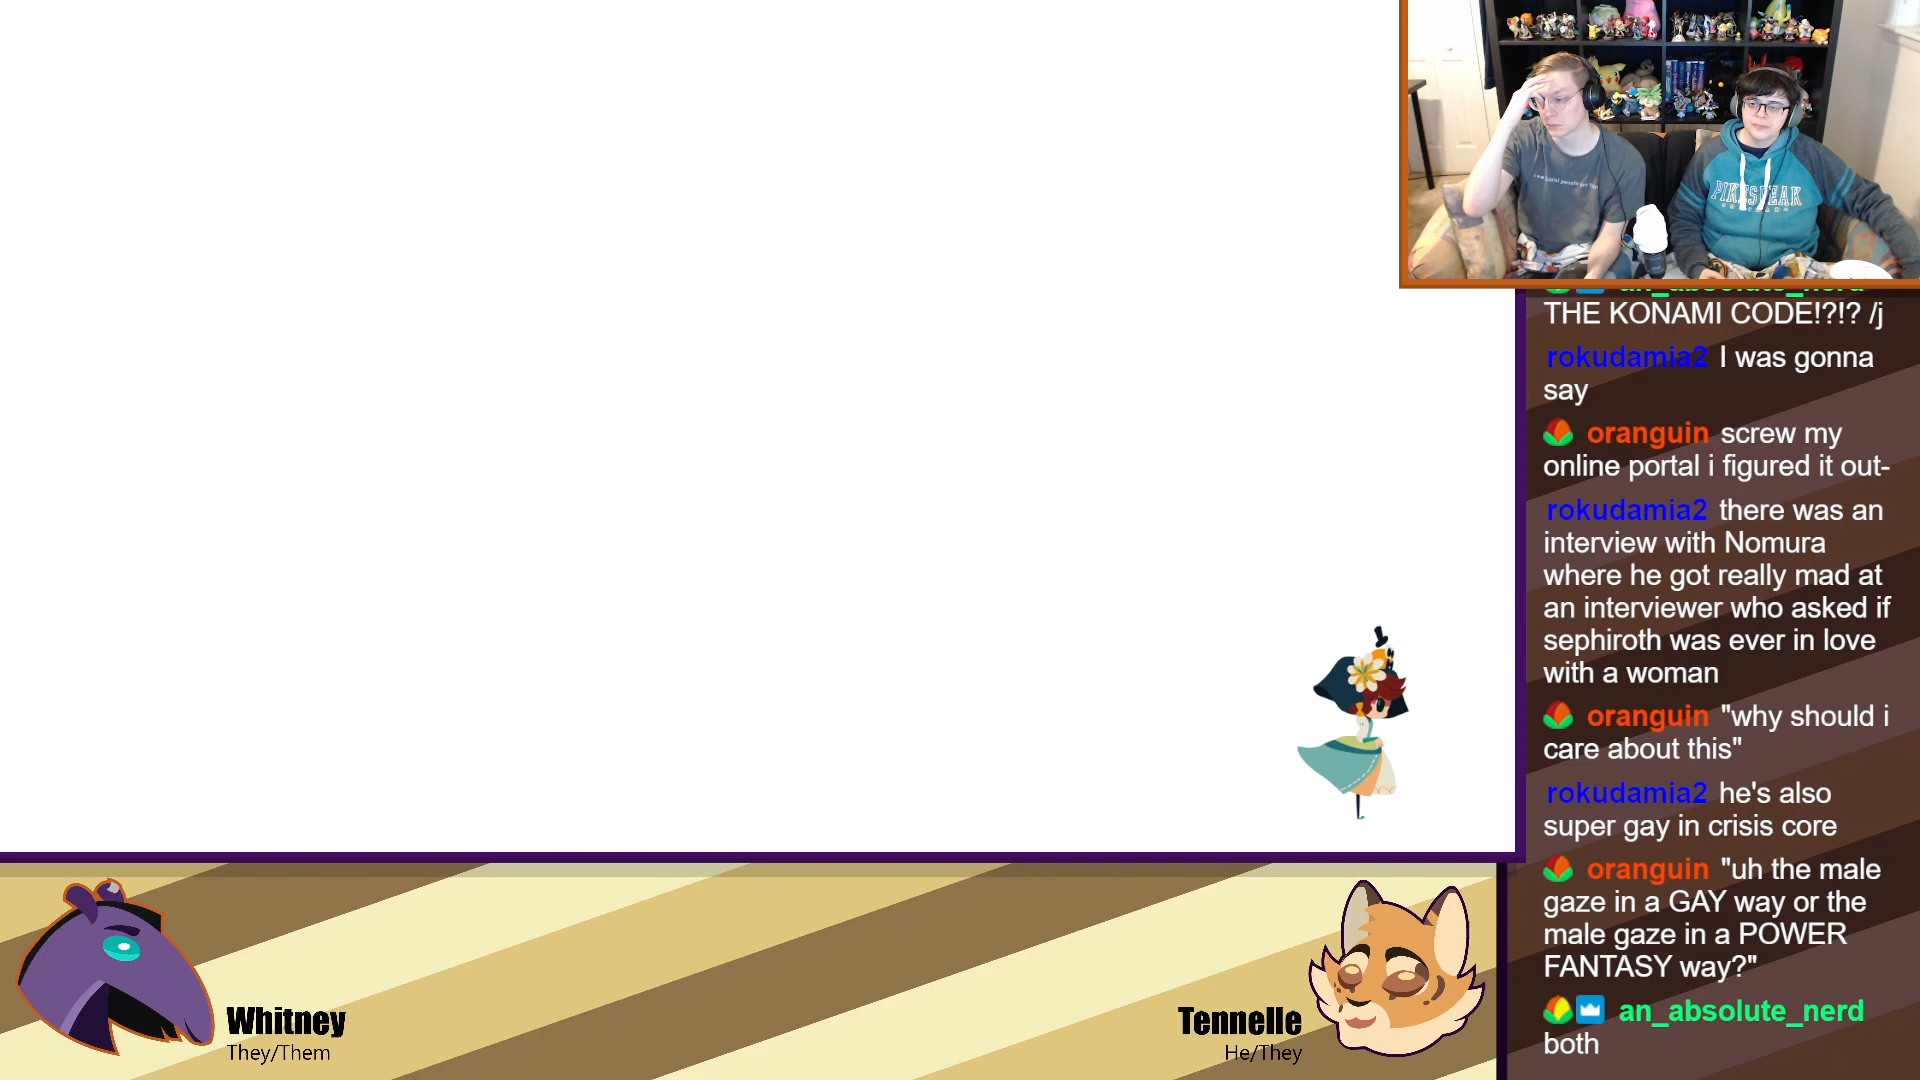 PIKES PEAK
THE KONAMI CODE!?!? /j
rokudamia2 I was gonna
say
oranguin screw my
online portal i figured it out-
rokudamia2 there was an
interview with Nomura
where he got really mad at
an interviewer who asked if
sephiroth was ever in love
with a woman
oranguin "why should i
care about this"
rokudamia2 he's also
super gay in crisis core
oranguin "uh the male
gaze in a GAY way or the
male gaze in a POWER
FANTASY way?"
an_absolute_nerd
both
Whitney
They/Them
Tennelle
He/They